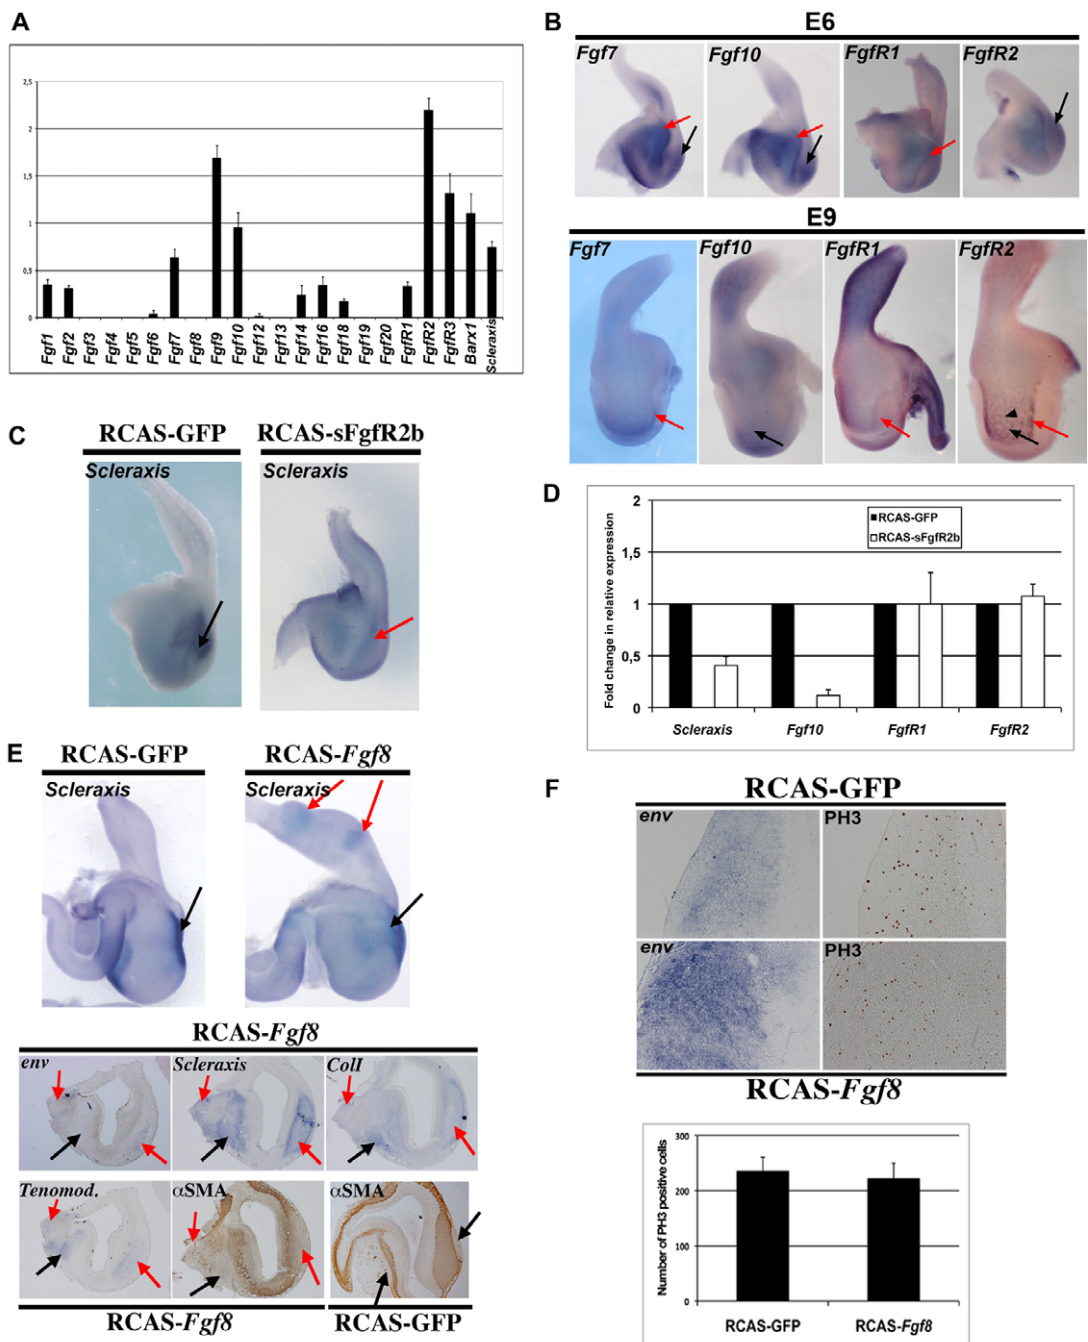 A
2,5
2
1,5
1
0,5
0
Fgf1
Fgf2
Fgf3
Fgf4
Fgf5
Fgf6
Fgf7
Fgf8
Fgf9
Fgf10
Fgf12
Fgf13
Fgf14
Fgf16
Fgf18
Fgf19
Fgf20
FgfR1
FgfR2
FgfR3
Barx1
Scleraxis
B
E6
Fgf7
Fgf10
FgfR1
FgfR2
E9
Fgf7
Fgf10
FgfR1
FgfR2
C
RCAS-GFP
RCAS-sFgfR2b
Scleraxis
Scleraxis
D
Fold change in relative expression
2
1,5
1
0,5
0
RCAS-GFP
RCAS-sFgfR2b
Scleraxis
Fgf10
FgfR1
FgfR2
E
RCAS-GFP
RCAS-Fgf8
Scleraxis
Scleraxis
RCAS-Fgf8
env
Scleraxis
ColI
Tenomod.
αSMA
αSMA
RCAS-Fgf8
RCAS-GFP
F
RCAS-GFP
env
PH3
env
PH3
RCAS-Fgf8
Number of PH3 positive cells
300
200
100
0
RCAS-GFP
RCAS-Fgf8